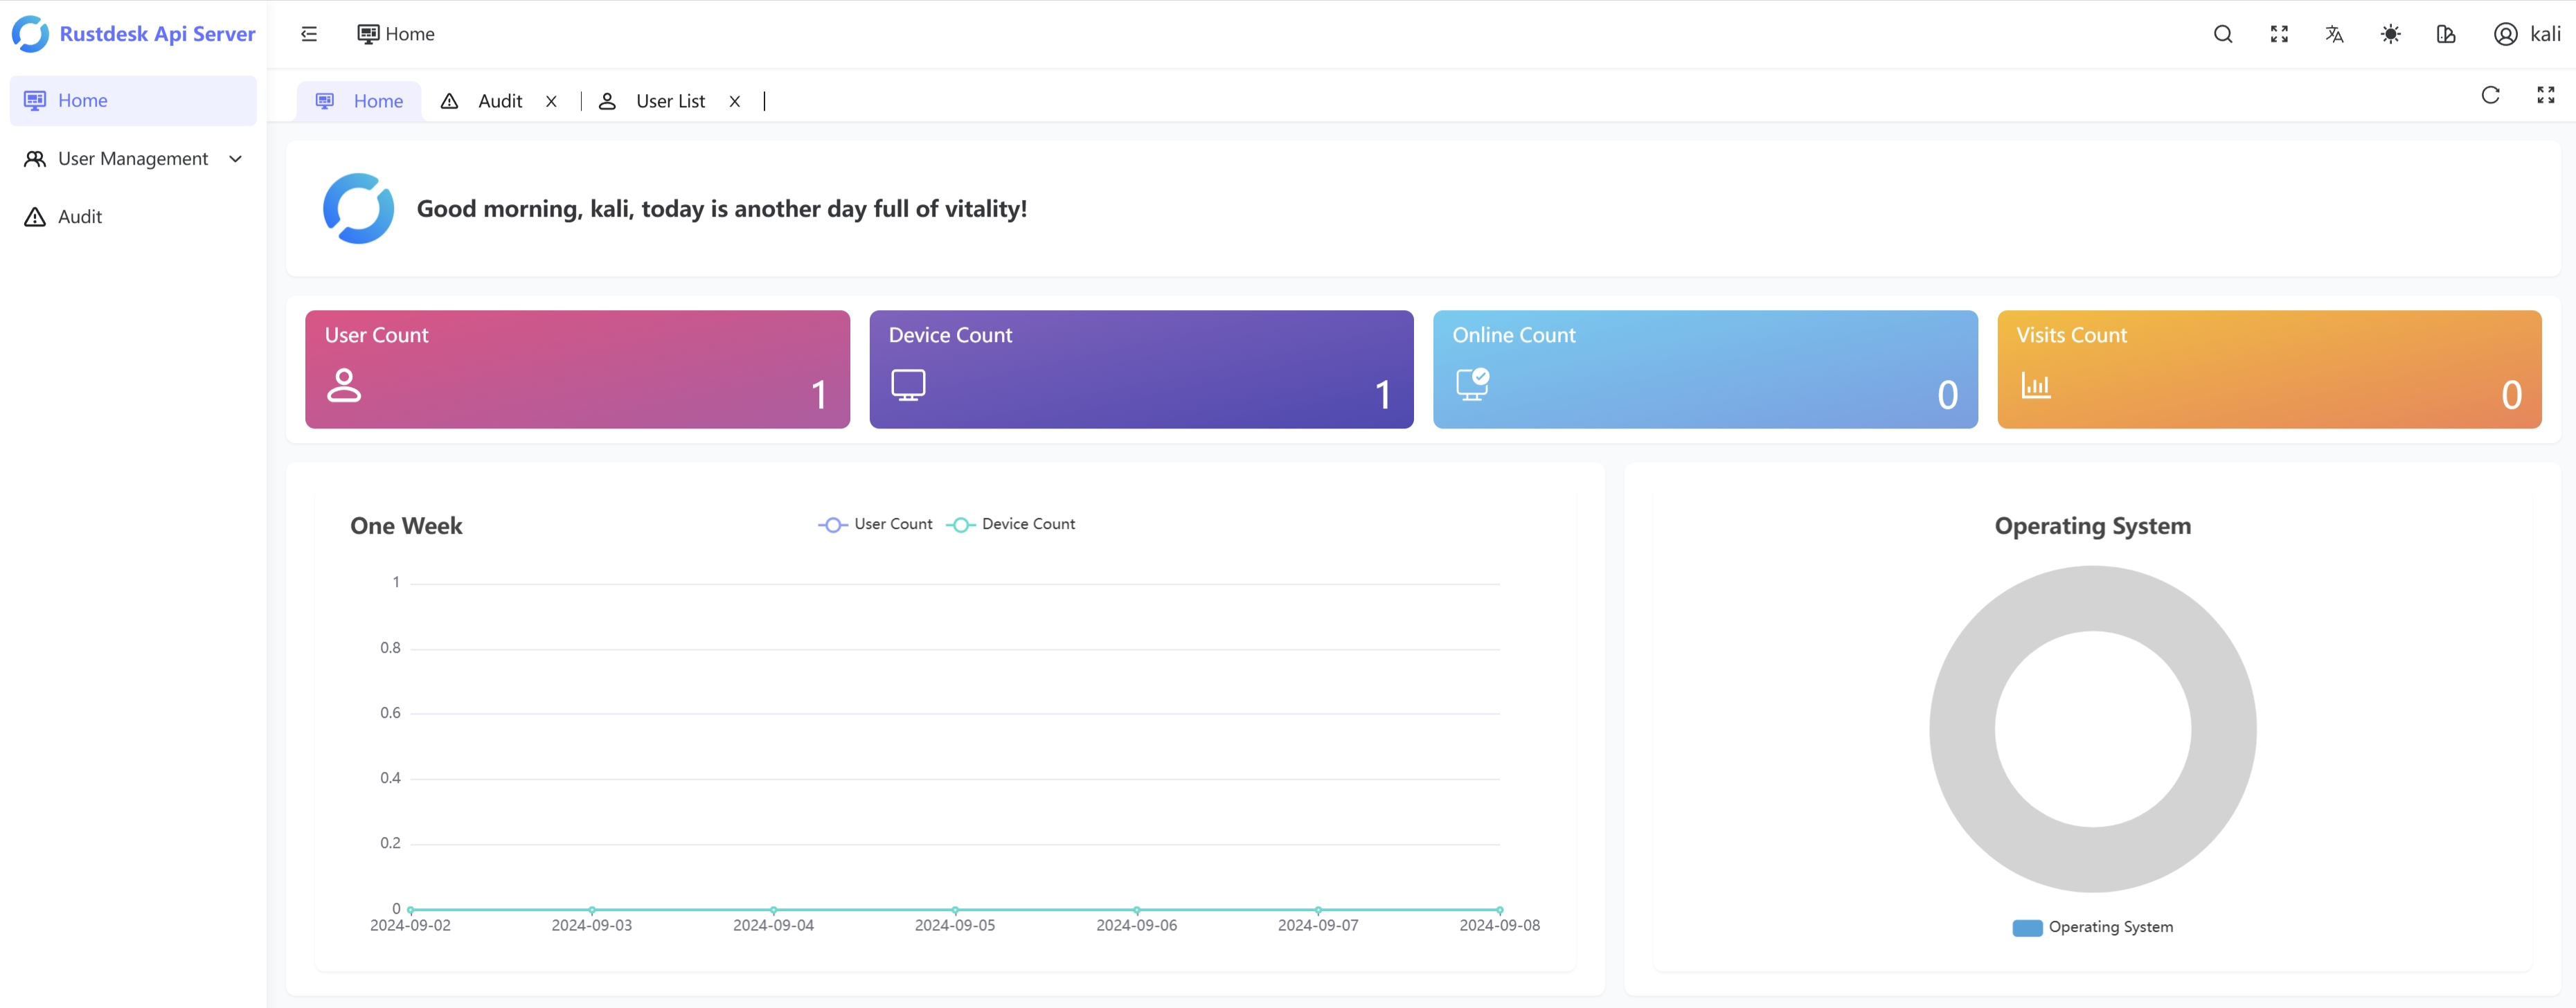 Rustdesk Api Server
Home
kali
Home
User Management
Audit
Home
Audit
User List
Good morning, kali, today is another day full of vitality!
User Count
1
Device Count
1
Online Count
0
Visits Count
0
One Week
User Count
Device Count
1
0.8
0.6
0.4
0.2
0
2024-09-02
2024-09-03
2024-09-04
2024-09-05
2024-09-06
2024-09-07
2024-09-08
Operating System
Operating System